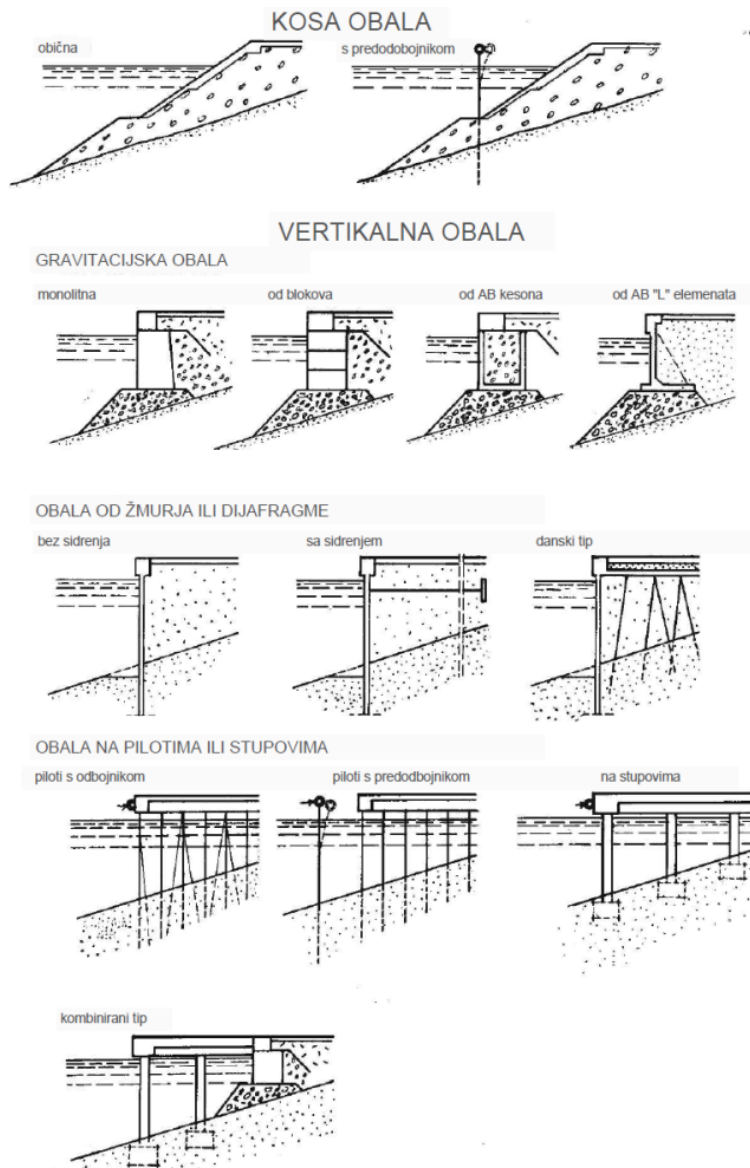 KOSA OBALA
obična
s predodobojnikom
VERTIKALNA OBALA
GRAVITACIJSKA OBALA
monolitna
od blokova
od AB kesona
od AB "L" elemenata
OBALA OD ŽMURJA ILI DIJAFRAGME
bez sidrenja
sa sidrenjem
danski tip
OBALA NA PILOTIMA ILI STUPOVIMA
piloti s odbojnikom
piloti s predodbojnikom
na stupovima
kombinirani tip